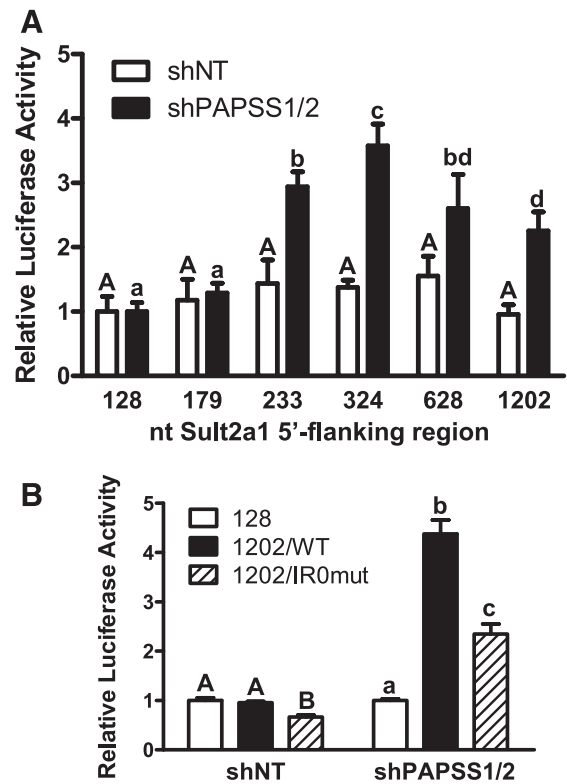 A
Relative Luciferase Activity
5
4
3
2
1
0
shNT
shPAPSS1/2
A
a
A
a
A
b
A
c
A
bd
A
d
128 179 233 324 628 1202
nt Sult2a1 5'-flanking region
B
Relative Luciferase Activity
5
4
3
2
1
0
128
1202/WT
1202/IR0mut
A
A
B
a
b
c
shNT shPAPSS1/2